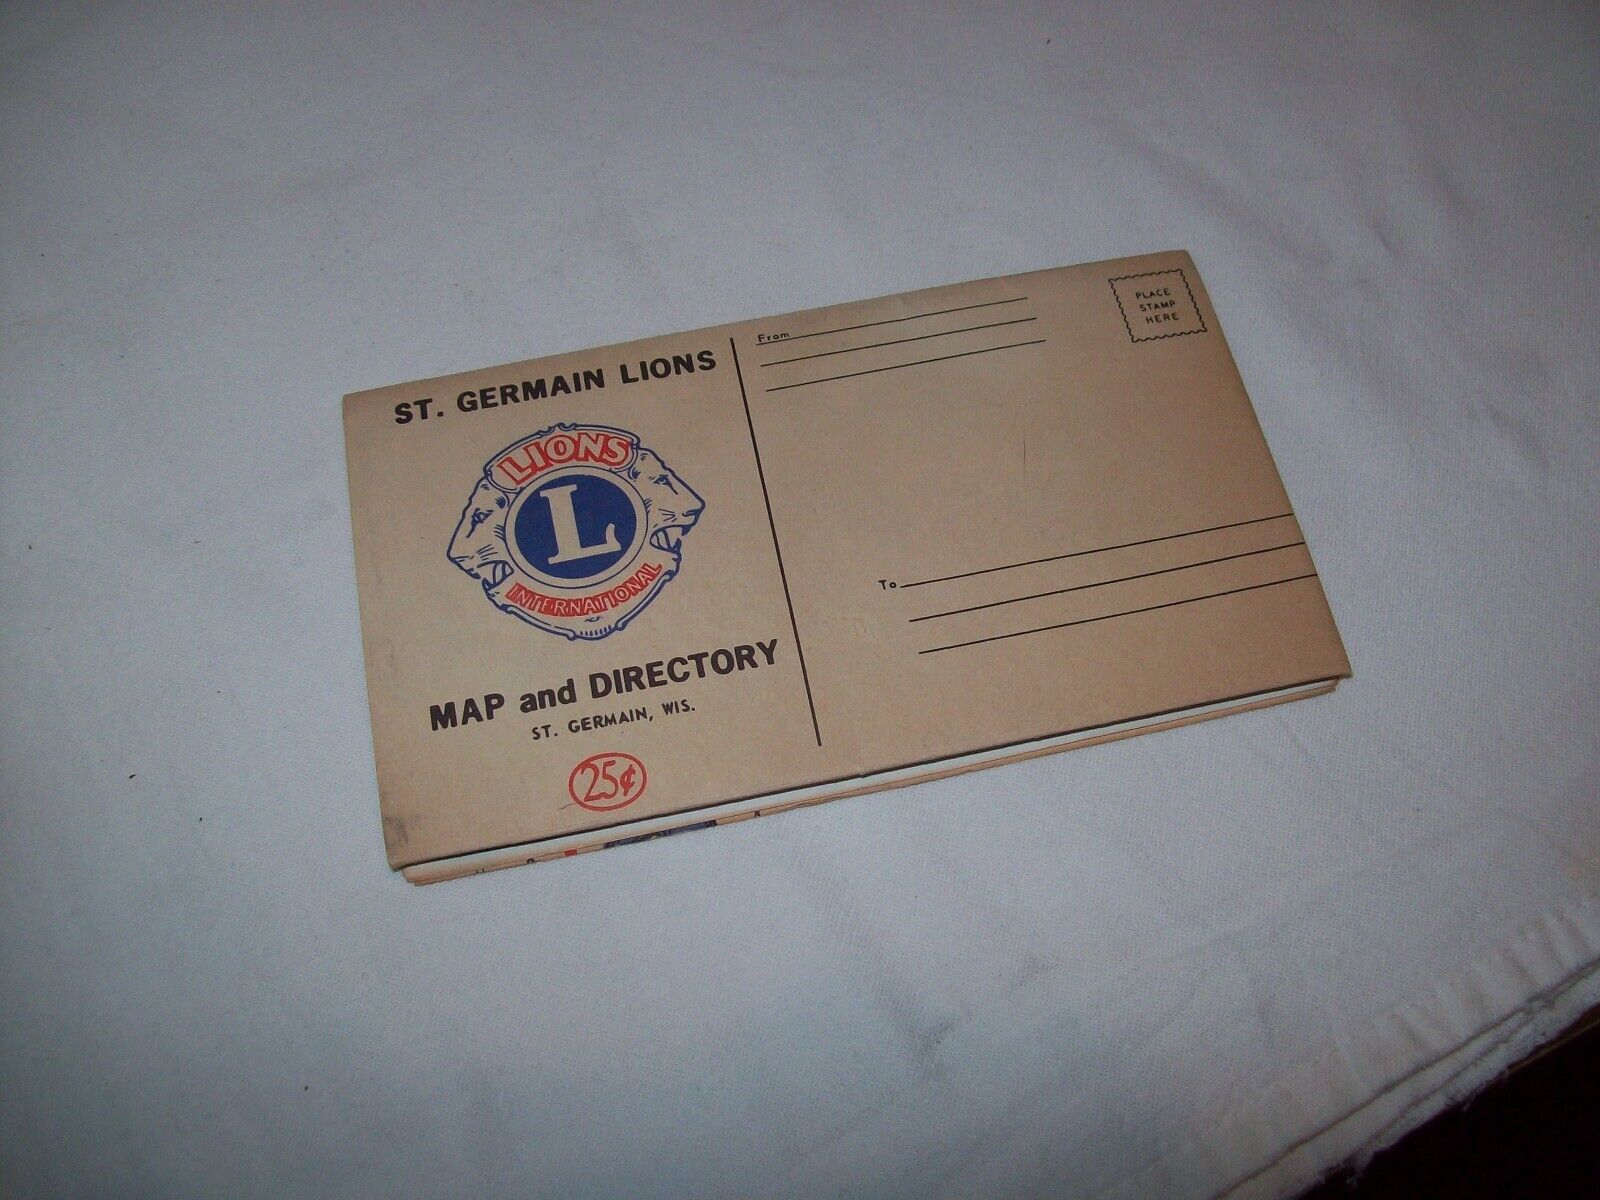 ST. GERMAIN LIONS
LIONS
L
INTERNATIONAL
MAP and DIRECTORY
ST. GERMAIN, WIS.
25¢
From
PLACE
STAMP
HERE
To